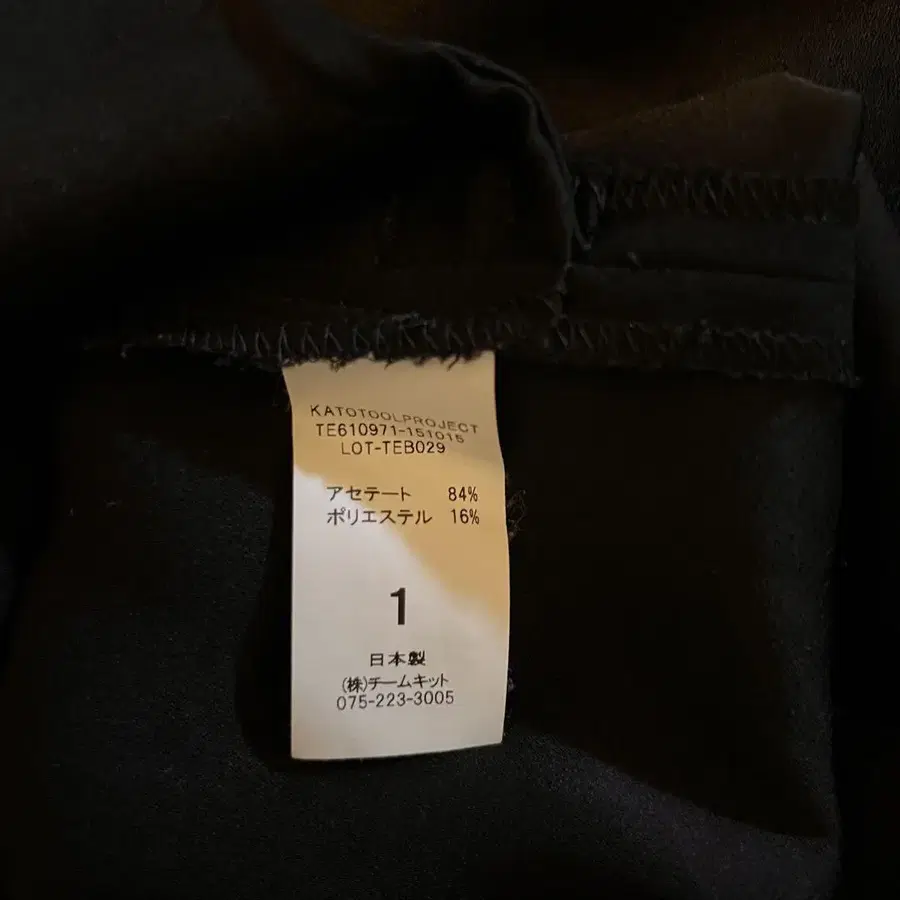 KATOTOOLPROJECT
TE610971-151015
LOT-TEB029
アセテート 84%
ポリエステル 16%
1
日本製
(株)チームキット
075-223-3005